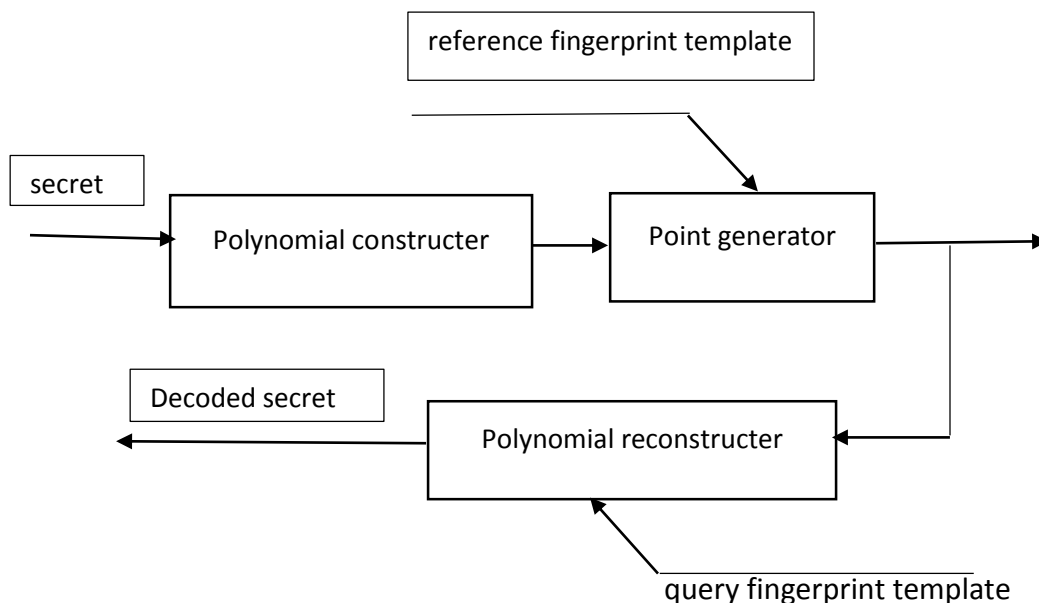 reference fingerprint template
secret
Polynomial constructer
Point generator
Decoded secret
Polynomial reconstructer
query fingerprint template